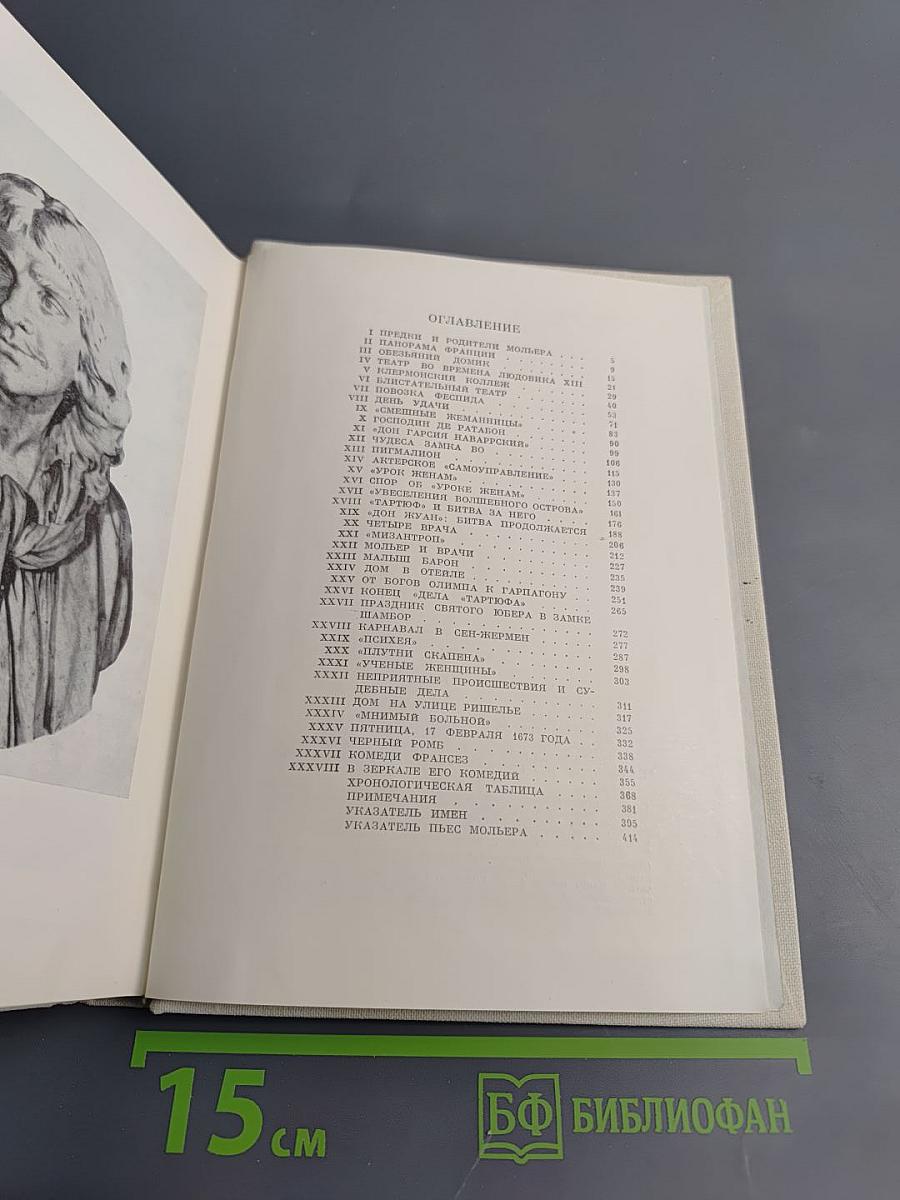 ОГЛАВЛЕНИЕ
I ПРЕДКИ И РОДИТЕЛИ МОЛЬЕРА . . . 5
II ПАНОРАМА ФРАНЦИИ . . . . . . . 9
III ОБЕЗЬЯНИЙ ДОМИК . . . . . . . 15
IV ТЕАТР ВО ВРЕМЕНА ЛЮДОВИКА XIII 21
V КЛЕРМОНСКИЙ КОЛЛЕЖ . . . . . . 29
VI БЛИСТАТЕЛЬНЫЙ ТЕАТР . . . . . . 40
VII ПОВОЗКА ФЕСПИДА . . . . . . . 53
VIII ДЕНЬ УДАЧИ . . . . . . . . . 71
IX «СМЕШНЫЕ ЖЕМАННИЦЫ» . . . . . 83
X ГОСПОДИН ДЕ РАТАБОН . . . . . . 90
XI «ДОН ГАРСИЯ НАВАРРСКИЙ» . . . . 99
XII ЧУДЕСА ЗАМКА ВО . . . . . . . 106
XIII ПИГМАЛИОН . . . . . . . . . 115
XIV АКТЕРСКОЕ «САМОУПРАВЛЕНИЕ» . . . 130
XV «УРОК ЖЕНАМ» . . . . . . . . 137
XVI СПОР ОБ «УРОКЕ ЖЕНАМ» . . . . . 150
XVII «УВЕСЕЛЕНИЯ ВОЛШЕБНОГО ОСТРОВА» 161
XVIII «ТАРТЮФ» И БИТВА ЗА НЕГО . . . . 176
XIX «ДОН ЖУАН»: БИТВА ПРОДОЛЖАЕТСЯ 188
XX ЧЕТЫРЕ ВРАЧА . . . . . . . . 206
XXI «МИЗАНТРОП» . . . . . . . . . 212
XXII МОЛЬЕР И ВРАЧИ . . . . . . . . 227
XXIII МАЛЫШ БАРОН . . . . . . . . 235
XXIV ДОМ В ОТЕЙЛЕ . . . . . . . . 239
XXV ОТ БОГОВ ОЛИМПА К ГАРПАГОНУ . . 251
XXVI КОНЕЦ «ДЕЛА «ТАРТЮФА» . . . . 265
XXVII ПРАЗДНИК СВЯТОГО ЮБЕРА В ЗАМКЕ
ШАМБОР . . . . . . . . . . 272
XXVIII КАРНАВАЛ В СЕН-ЖЕРМЕН . . . . 277
XXIX «ПСИХЕЯ» . . . . . . . . . . 287
XXX «ПЛУТНИ СКАПЕНА» . . . . . . . 298
XXXI «УЧЕНЫЕ ЖЕНЩИНЫ» . . . . . . 303
XXXII НЕПРИЯТНЫЕ ПРОИСШЕСТВИЯ И СУ-
ДЕБНЫЕ ДЕЛА . . . . . . . . . 311
XXXIII ДОМ НА УЛИЦЕ РИШЕЛЬЕ . . . . . 317
XXXIV «МНИМЫЙ БОЛЬНОЙ» . . . . . . 325
XXXV ПЯТНИЦА, 17 ФЕВРАЛЯ 1673 ГОДА . . 332
XXXVI ЧЕРНЫЙ РОМБ . . . . . . . . . 338
XXXVII КОМЕДИ ФРАНСЕЗ . . . . . . . . 344
XXXVIII В ЗЕРКАЛЕ ЕГО КОМЕДИЙ . . . . . 355
ХРОНОЛОГИЧЕСКАЯ ТАБЛИЦА . . . . 368
ПРИМЕЧАНИЯ . . . . . . . . . . 381
УКАЗАТЕЛЬ ИМЕН . . . . . . . . 395
УКАЗАТЕЛЬ ПЬЕС МОЛЬЕРА . . . . . 414
15 см
БФ БИБЛИОФАН